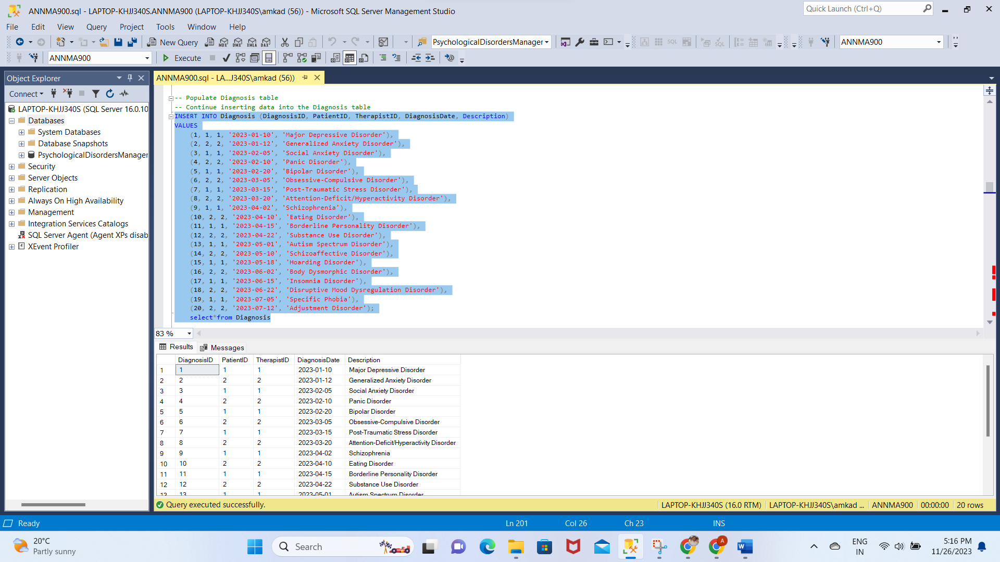 ANNMA900.sql - LAPTOP-KHJJ340S.ANNMA900 (LAPTOP-KHJJ340S\amkad (56)) - Microsoft SQL Server Management Studio
Quick Launch (Ctrl+Q)
File Edit View Query Project Tools Window Help
New Query MDX DMX XMLA DAX PsychologicalDisordersManager SQL ANNMA900
ANNMA900 Execute
Object Explorer
Connect
LAPTOP-KHJJ340S (SQL Server 16.0.10
Databases
System Databases
Database Snapshots
PsychologicalDisordersManager
Security
Server Objects
Replication
Always On High Availability
Management
Integration Services Catalogs
SQL Server Agent (Agent XPs disab
XEvent Profiler
ANNMA900.sql - LA...J340S\amkad (56))
-- Populate Diagnosis table
-- Continue inserting data into the Diagnosis table
INSERT INTO Diagnosis (DiagnosisID, PatientID, TherapistID, DiagnosisDate, Description)
VALUES
(1, 1, 1, '2023-01-10', 'Major Depressive Disorder'),
(2, 2, 2, '2023-01-12', 'Generalized Anxiety Disorder'),
(3, 1, 1, '2023-02-05', 'Social Anxiety Disorder'),
(4, 2, 2, '2023-02-10', 'Panic Disorder'),
(5, 1, 1, '2023-02-20', 'Bipolar Disorder'),
(6, 2, 2, '2023-03-05', 'Obsessive-Compulsive Disorder'),
(7, 1, 1, '2023-03-15', 'Post-Traumatic Stress Disorder'),
(8, 2, 2, '2023-03-20', 'Attention-Deficit/Hyperactivity Disorder'),
(9, 1, 1, '2023-04-02', 'Schizophrenia'),
(10, 2, 2, '2023-04-10', 'Eating Disorder'),
(11, 1, 1, '2023-04-15', 'Borderline Personality Disorder'),
(12, 2, 2, '2023-04-22', 'Substance Use Disorder'),
(13, 1, 1, '2023-05-01', 'Autism Spectrum Disorder'),
(14, 2, 2, '2023-05-10', 'Schizoaffective Disorder'),
(15, 1, 1, '2023-05-18', 'Hoarding Disorder'),
(16, 2, 2, '2023-06-02', 'Body Dysmorphic Disorder'),
(17, 1, 1, '2023-06-15', 'Insomnia Disorder'),
(18, 2, 2, '2023-06-22', 'Disruptive Mood Dysregulation Disorder'),
(19, 1, 1, '2023-07-05', 'Specific Phobia'),
(20, 2, 2, '2023-07-12', 'Adjustment Disorder');
select*from Diagnosis
83 %
Results Messages
DiagnosisID PatientID TherapistID DiagnosisDate Description
1 1 1 1 2023-01-10 Major Depressive Disorder
2 2 2 2 2023-01-12 Generalized Anxiety Disorder
3 3 1 1 2023-02-05 Social Anxiety Disorder
4 4 2 2 2023-02-10 Panic Disorder
5 5 1 1 2023-02-20 Bipolar Disorder
6 6 2 2 2023-03-05 Obsessive-Compulsive Disorder
7 7 1 1 2023-03-15 Post-Traumatic Stress Disorder
8 8 2 2 2023-03-20 Attention-Deficit/Hyperactivity Disorder
9 9 1 1 2023-04-02 Schizophrenia
10 10 2 2 2023-04-10 Eating Disorder
11 11 1 1 2023-04-15 Borderline Personality Disorder
12 12 2 2 2023-04-22 Substance Use Disorder
13 13 1 1 2023-05-01 Autism Spectrum Disorder
Query executed successfully. LAPTOP-KHJJ340S (16.0 RTM) LAPTOP-KHJJ340S\amkad ... ANNMA900 00:00:00 20 rows
Ready Ln 201 Col 26 Ch 23 INS
20°C
Partly sunny
Search
ENG
IN
5:16 PM
11/26/2023